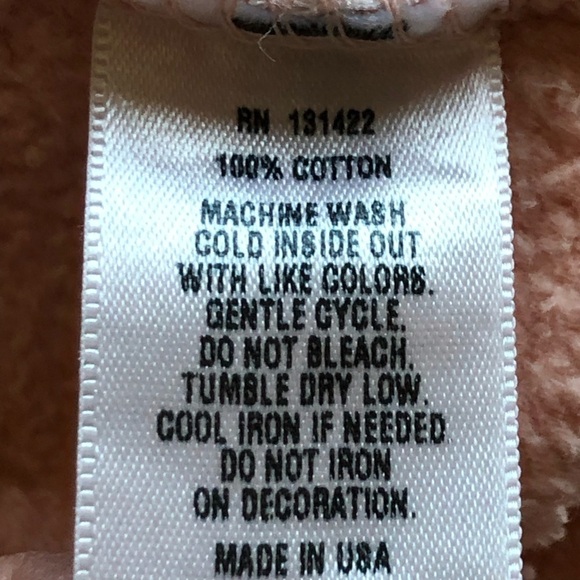 RN 131422
100% COTTON
MACHINE WASH
COLD INSIDE OUT
WITH LIKE COLORS.
GENTLE CYCLE.
DO NOT BLEACH.
TUMBLE DRY LOW.
COOL IRON IF NEEDED
DO NOT IRON
ON DECORATION.
MADE IN USA